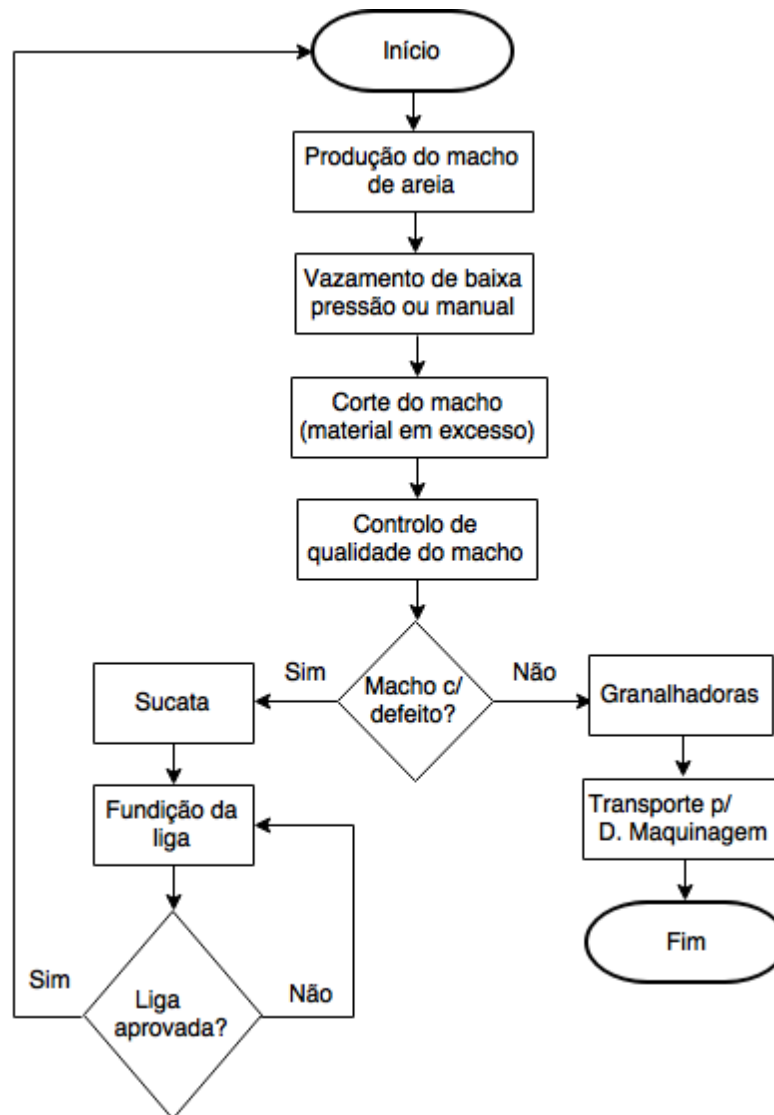 Início
Produção do macho
de areia
Vazamento de baixa
pressão ou manual
Corte do macho
(material em excesso)
Controlo de
qualidade do macho
Sim
Macho c/
defeito?
Não
Sucata
Granalhadoras
Fundição da
liga
Transporte p/
D. Maquinagem
Sim
Liga
aprovada?
Não
Fim